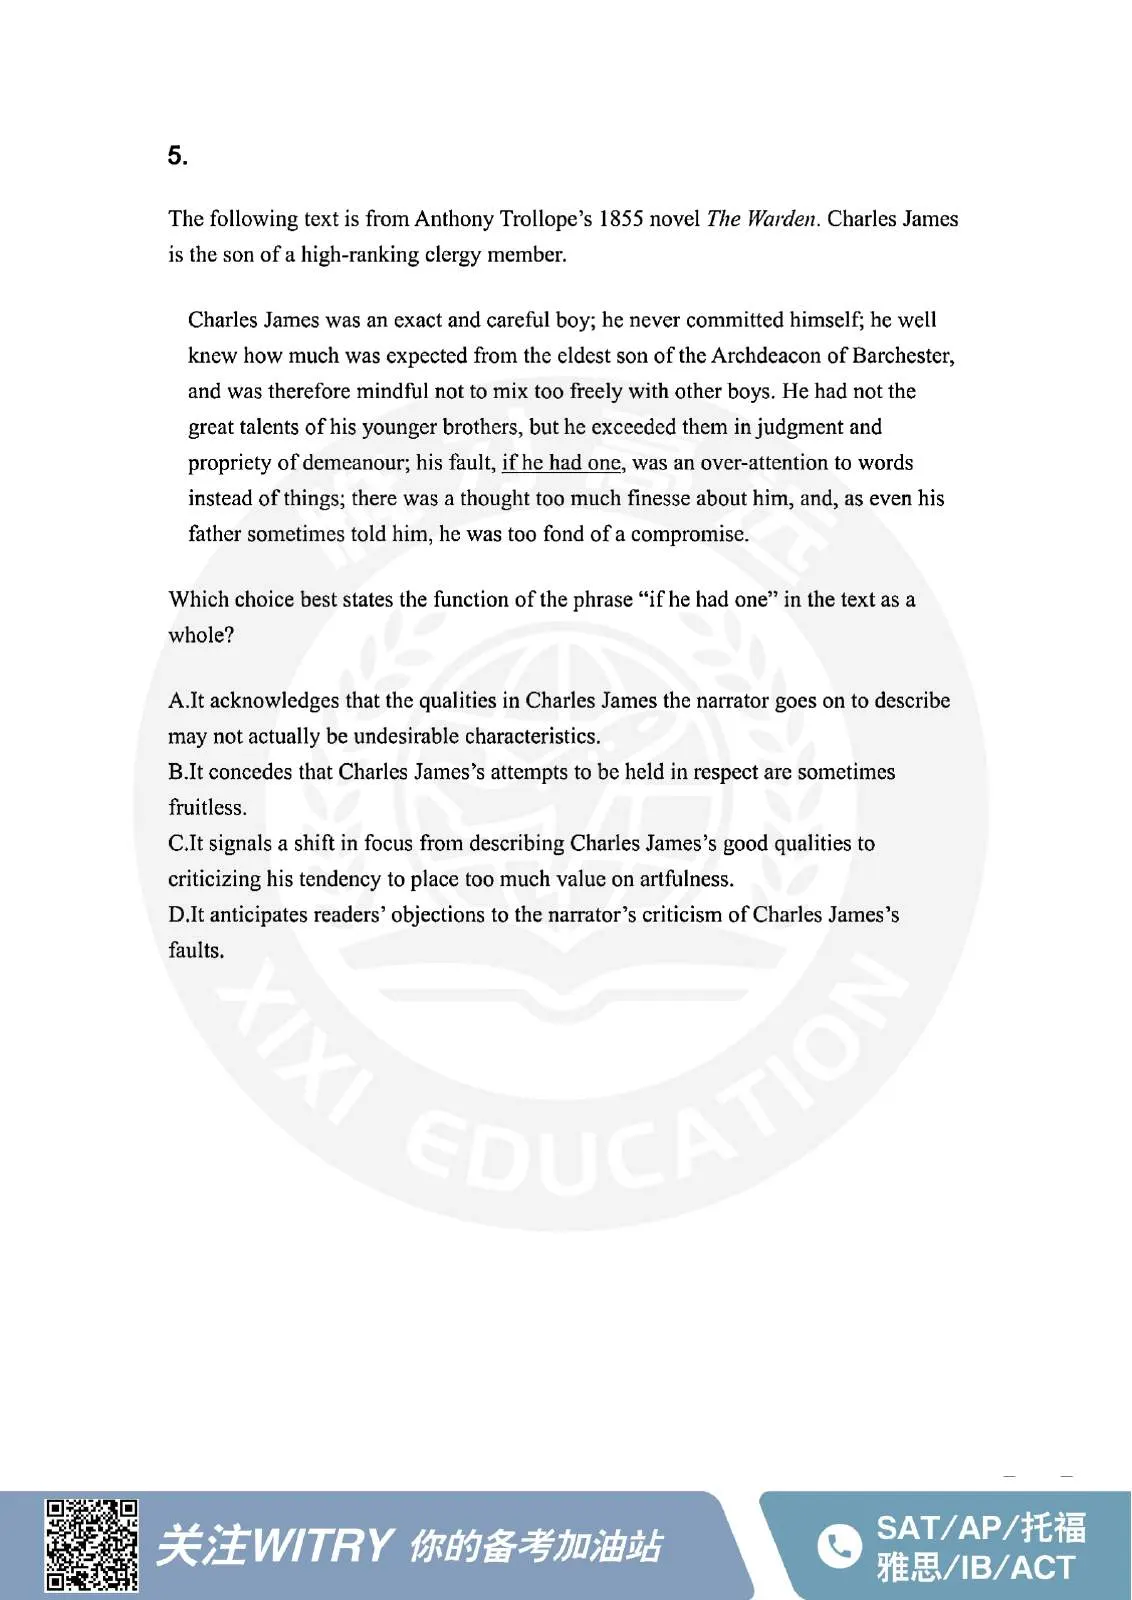 5.
The following text is from Anthony Trollope’s 1855 novel The Warden. Charles James
is the son of a high-ranking clergy member.
Charles James was an exact and careful boy; he never committed himself; he well
knew how much was expected from the eldest son of the Archdeacon of Barchester,
and was therefore mindful not to mix too freely with other boys. He had not the
great talents of his younger brothers, but he exceeded them in judgment and
propriety of demeanour; his fault, if he had one, was an over-attention to words
instead of things; there was a thought too much finesse about him, and, as even his
father sometimes told him, he was too fond of a compromise.
Which choice best states the function of the phrase “if he had one” in the text as a
whole?
A.It acknowledges that the qualities in Charles James the narrator goes on to describe
may not actually be undesirable characteristics.
B.It concedes that Charles James’s attempts to be held in respect are sometimes
fruitless.
C.It signals a shift in focus from describing Charles James’s good qualities to
criticizing his tendency to place too much value on artfulness.
D.It anticipates readers’ objections to the narrator’s criticism of Charles James’s
faults.
XIXI EDUCATION
关注WITRY 你的备考加油站
SAT/AP/托福
雅思/IB/ACT